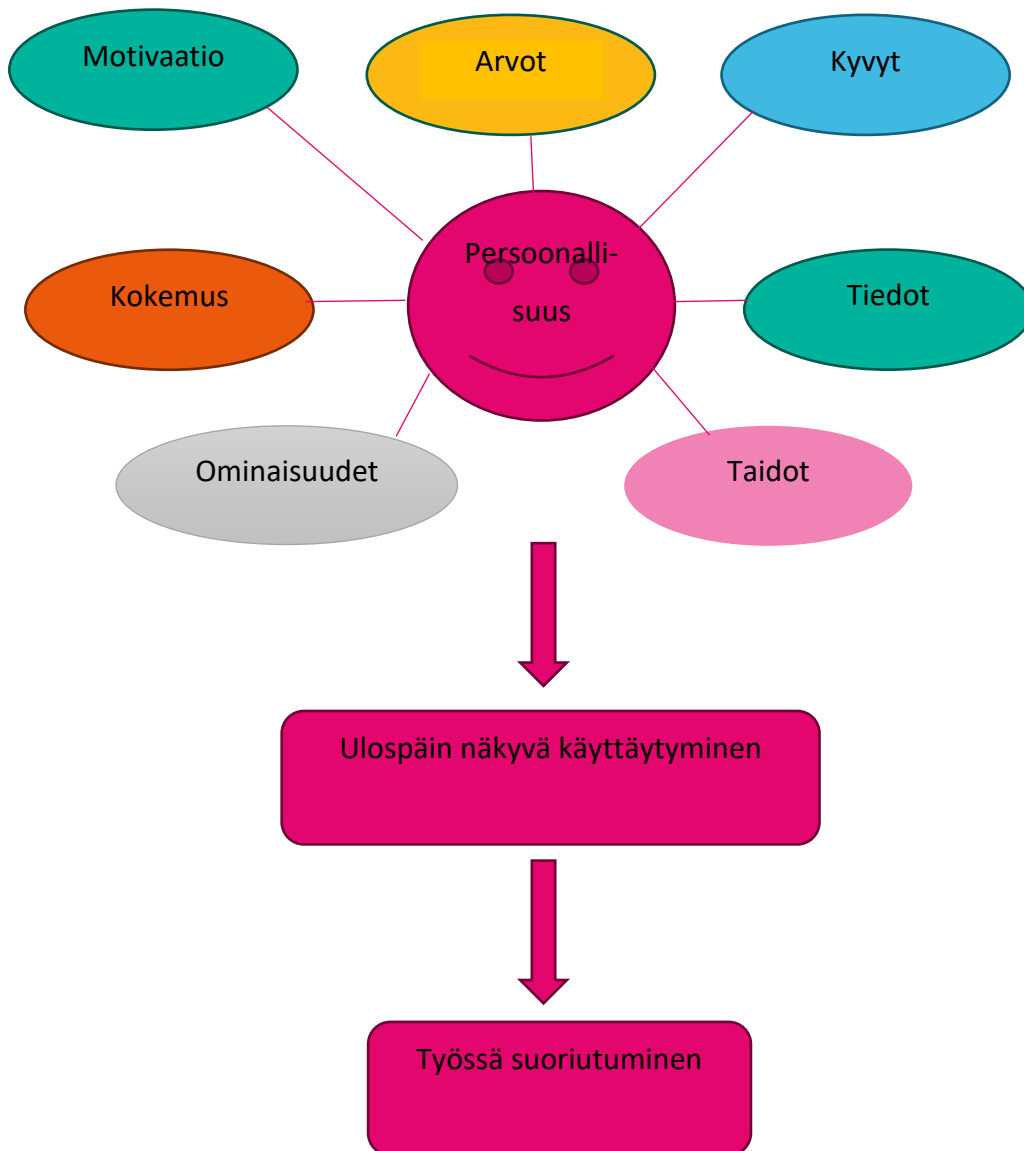 Motivaatio
Arvot
Kyvyt
Persoonalli-
suus
Kokemus
Tiedot
Ominaisuudet
Taidot
Ulospäin näkyvä käyttäytyminen
Työssä suoriutuminen